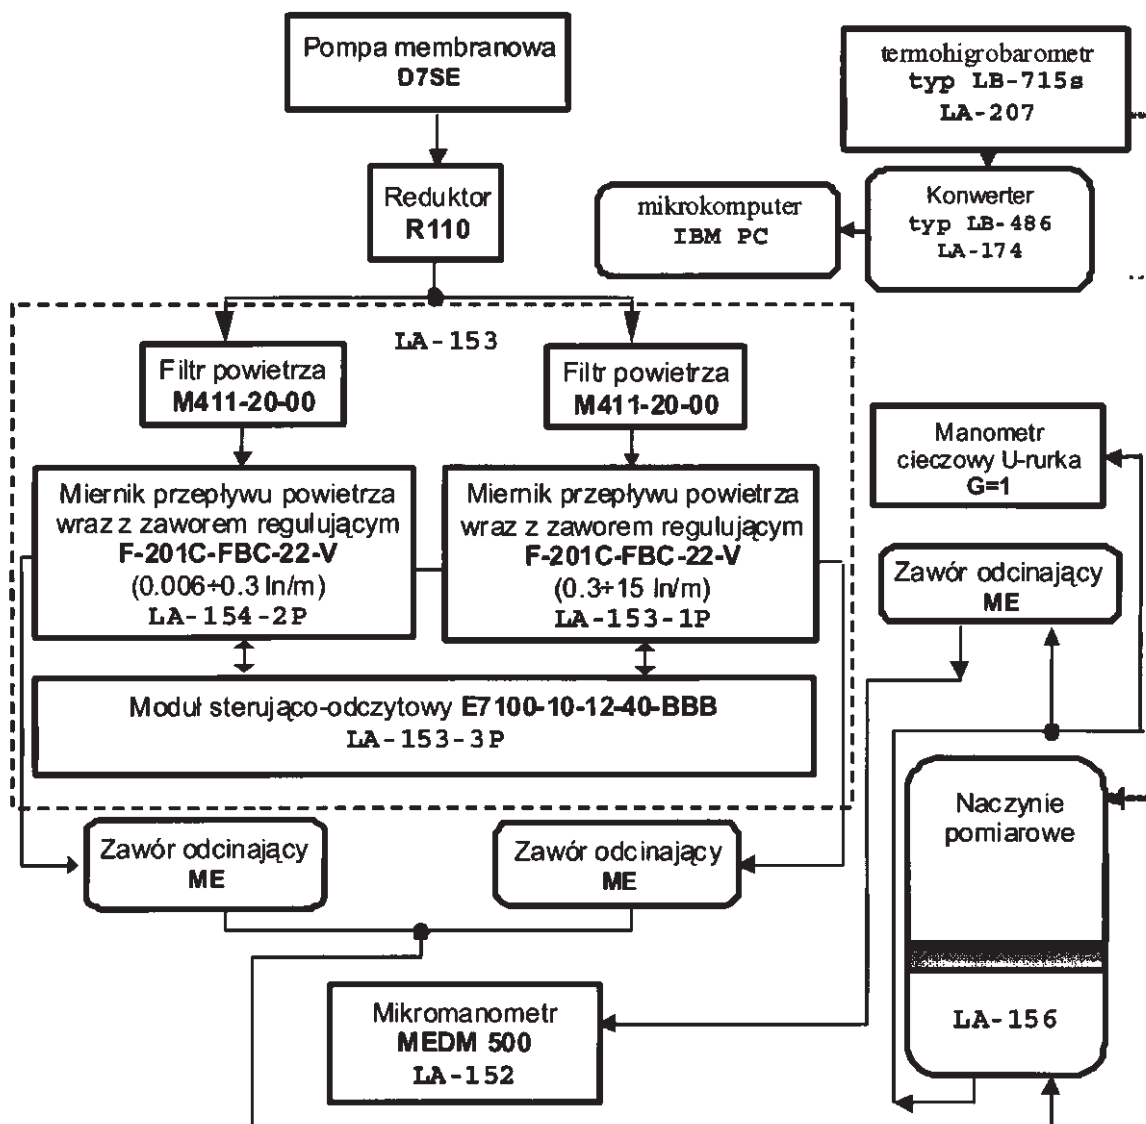 Pompa membranowa
D7SE
termohigrobarometr
typ LB-715s
LA-207
Reduktor
R110
mikrokomputer
IBM PC
Konwerter
typ LB-486
LA-174
LA-153
Filtr powietrza
M411-20-00
Filtr powietrza
M411-20-00
Manometr
cieczowy U-rurka
G=1
Miernik przepływu powietrza
wraz z zaworem regulującym
F-201C-FBC-22-V
(0.006÷0.3 ln/m)
LA-154-2P
Miernik przepływu powietrza
wraz z zaworem regulującym
F-201C-FBC-22-V
(0.3÷15 ln/m)
LA-153-1P
Zawór odcinający
ME
Moduł sterująco-odczytowy E7100-10-12-40-BBB
LA-153-3P
Naczynie
pomiarowe
LA-156
Zawór odcinający
ME
Zawór odcinający
ME
Mikromanometr
MEDM 500
LA-152